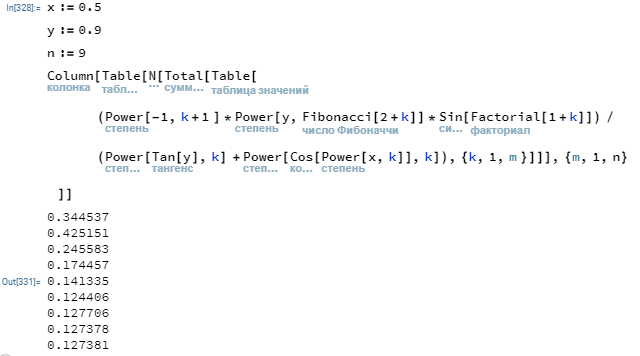 In[328]:= x := 0.5
y := 0.9
n := 9
Column[Table[N[Total[Table[
колонка табл... ... сумм... таблица значений
(Power[-1, k+1] * Power[y, Fibonacci[2+k]] * Sin[Factorial[1+k]]) /
степень степень число Фибоначчи си... факториал
(Power[Tan[y], k] + Power[Cos[Power[x, k]], k]), {k, 1, m}]]], {m, 1, n}
степ... тангенс степ... ко... степень
]]
0.344537
0.425151
0.245583
0.174457
Out[331]= 0.141335
0.124406
0.127706
0.127378
0.127381